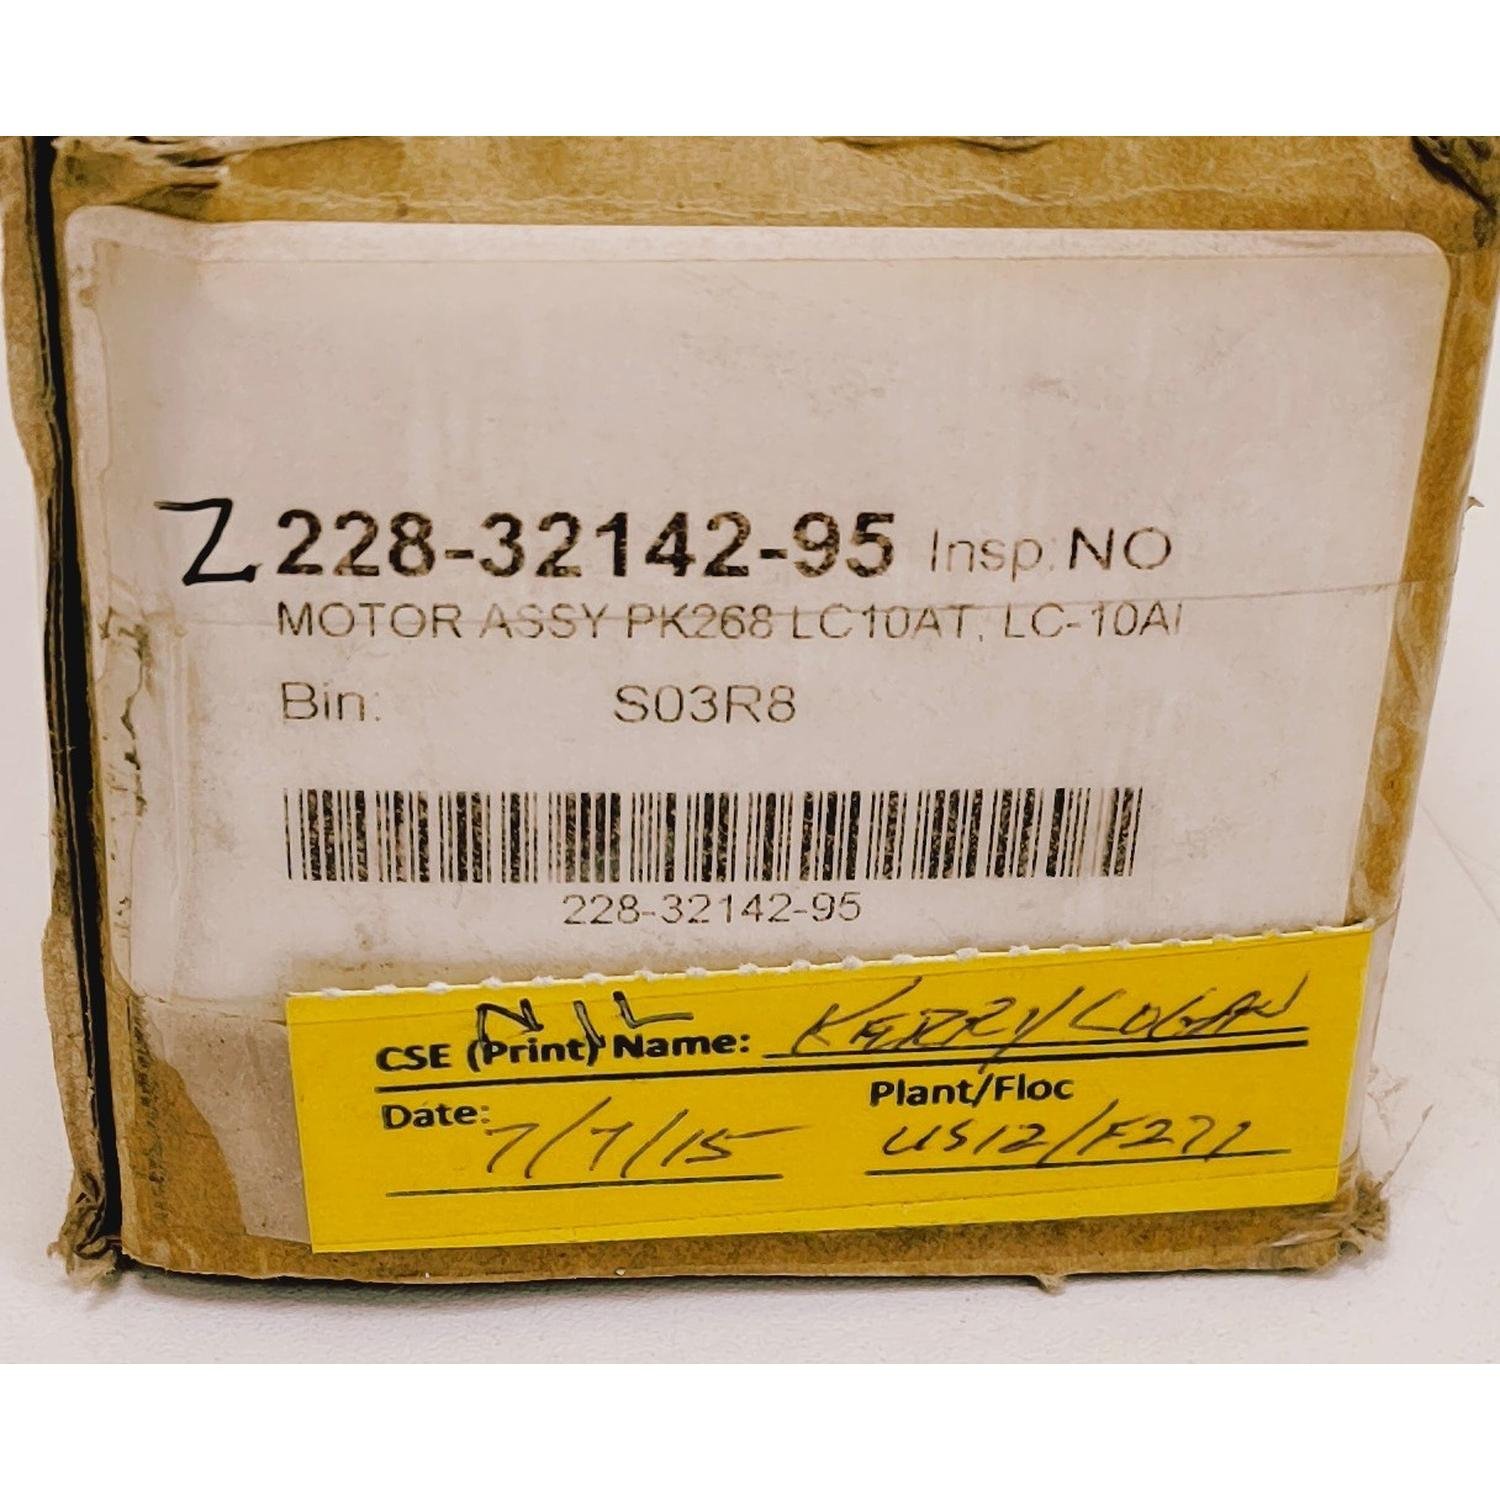 Z 228-32142-95 Insp: NO
MOTOR ASSY PK268 LC10AT, LC-10AI
Bin: S03R8
228-32142-95
NIL
CSE (Print) Name: KERRY LOGAN
Date: 7/7/15
Plant/Floc US12/F271